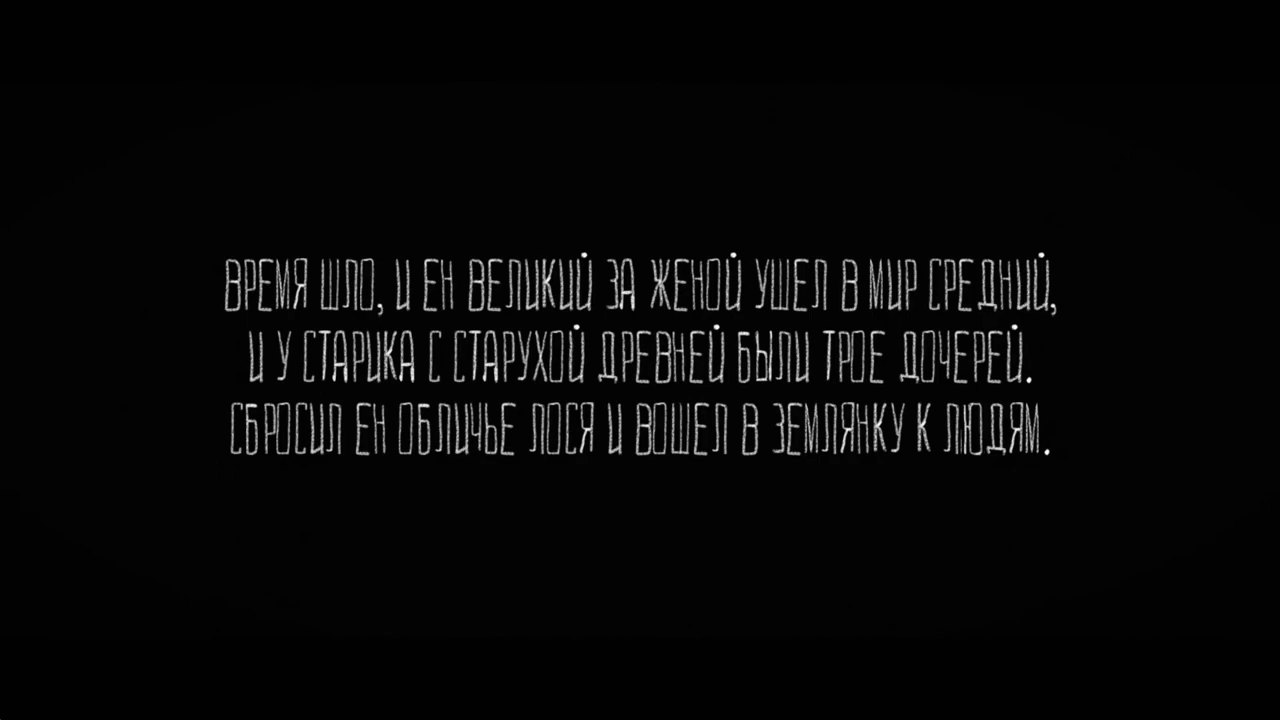 ВРЕМЯ ШЛО, И ЕН ВЕЛИКИЙ ЗА ЖЕНОЙ УШЕЛ В МИР СРЕДНИЙ,
И У СТАРИКА С СТАРУХОЙ ДРЕВНЕЙ БЫЛИ ТРОЕ ДОЧЕРЕЙ.
СБРОСИЛ ЕН ОБЛИЧЬЕ ЛОСЯ И ВОШЕЛ В ЗЕМЛЯНКУ К ЛЮДЯМ.